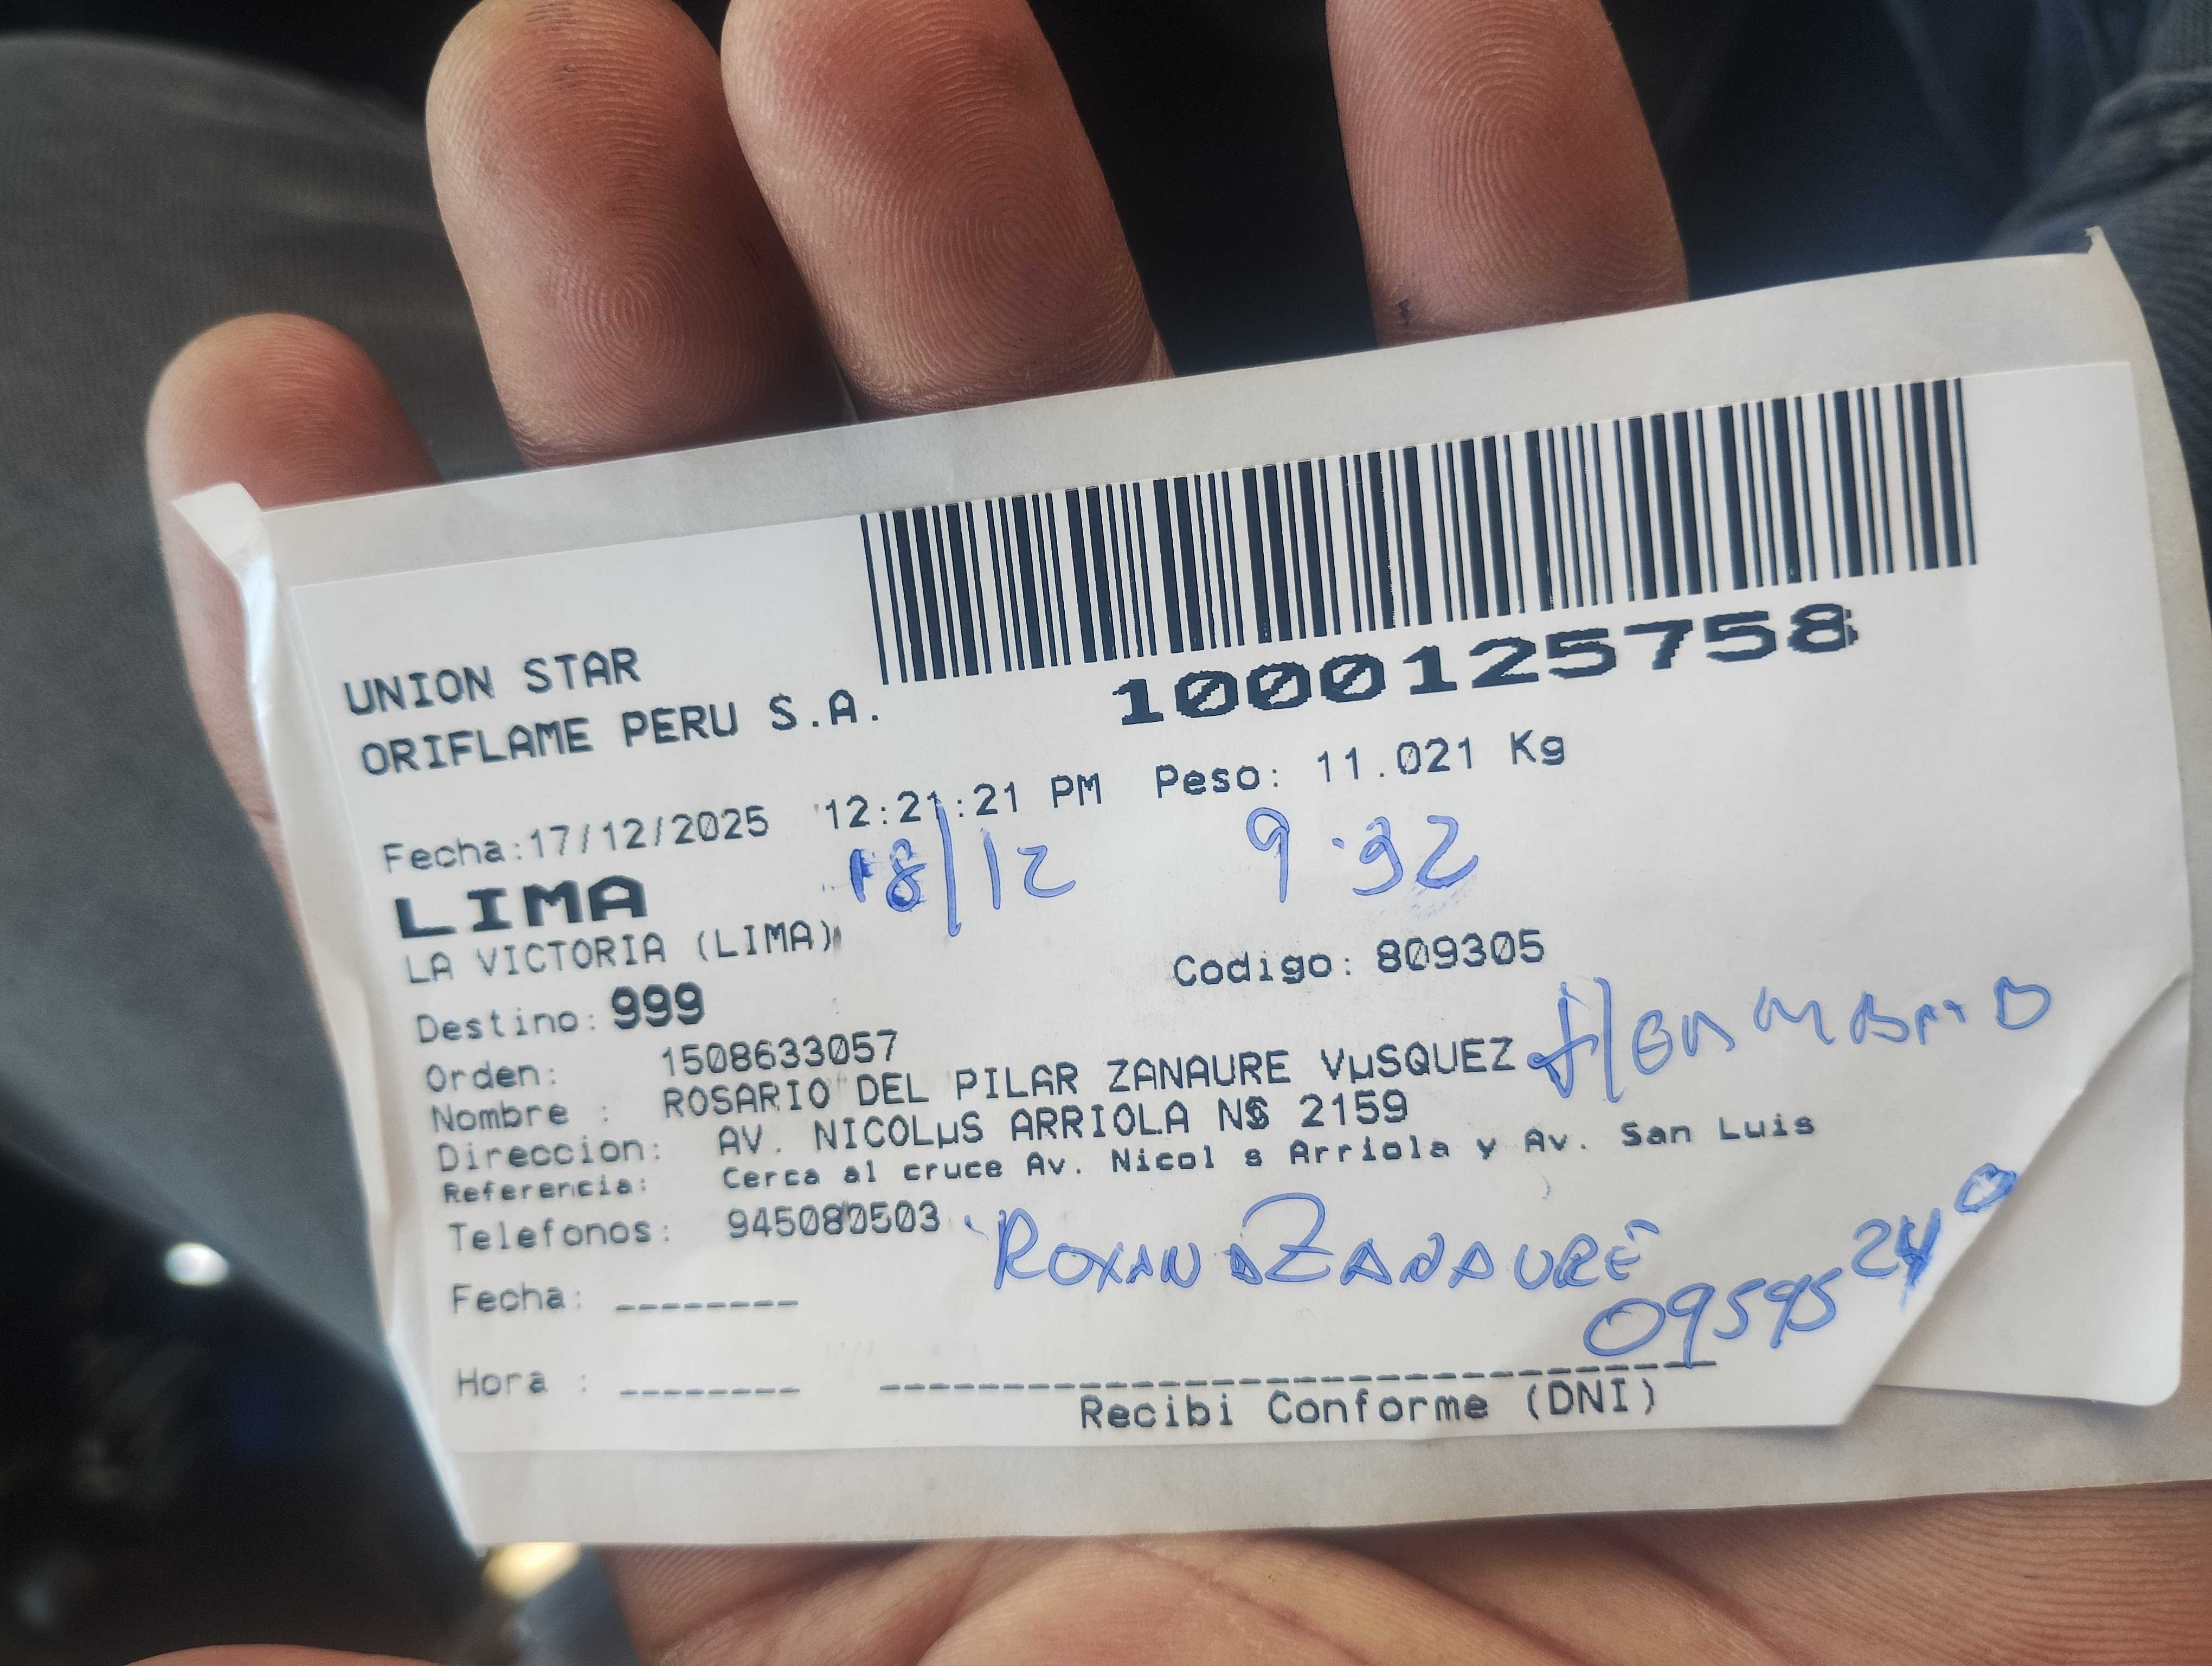 UNION STAR
ORIFLAME PERU S.A.
1000125758
Fecha:17/12/2025 12:21:21 PM Peso: 11.021 Kg
18/12 9:32
LIMA
LA VICTORIA (LIMA)
Codigo: 809305
Destino: 999
Orden: 1508633057
Nombre : ROSARIO DEL PILAR ZANAURE VµSQUEZ
Direccion: AV. NICOLµS ARRIOLA N$ 2159
Referencia: Cerca al cruce Av. Nicol s Arriola y Av. San Luis
Telefonos: 945080503
ROXANA ZANAURE
Fecha: --------
09595240
Hora : --------
Recibi Conforme (DNI)